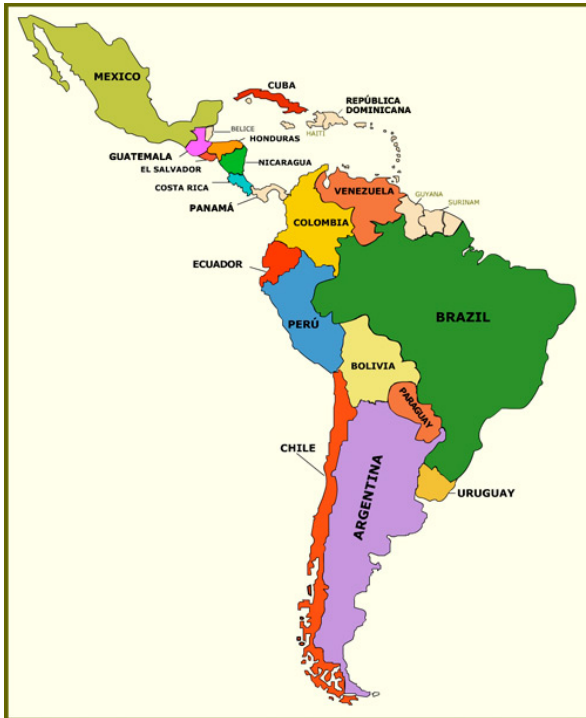 MEXICO
CUBA
REPÚBLICA
DOMINICANA
HAITÍ
BELICE
HONDURAS
GUATEMALA
EL SALVADOR
NICARAGUA
COSTA RICA
PANAMÁ
VENEZUELA
GUYANA
SURINAM
COLOMBIA
ECUADOR
PERÚ
BRAZIL
BOLIVIA
PARAGUAY
CHILE
ARGENTINA
URUGUAY